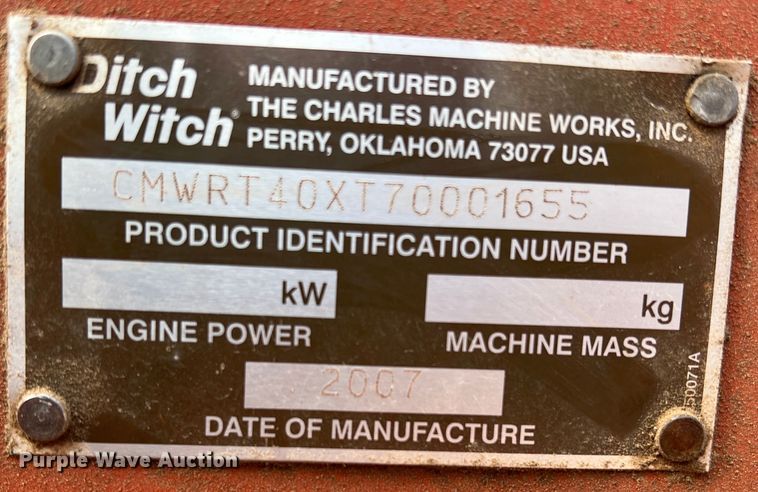 Ditch
Witch®
MANUFACTURED BY
THE CHARLES MACHINE WORKS, INC.
PERRY, OKLAHOMA 73077 USA
CMWRT40XT70001655
PRODUCT IDENTIFICATION NUMBER
kW
ENGINE POWER
kg
MACHINE MASS
2007
DATE OF MANUFACTURE
Purple Wave Auction